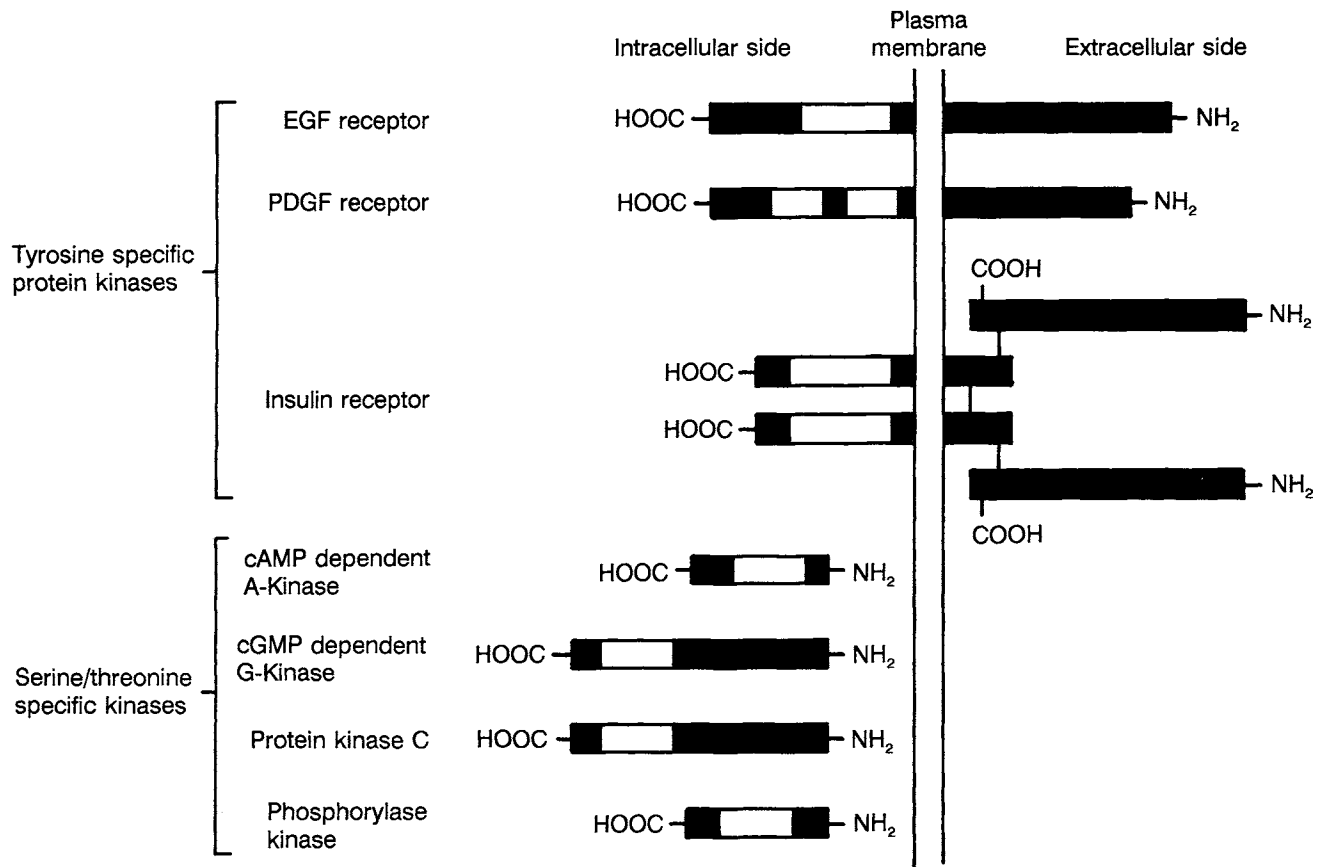 Plasma
membrane
Intracellular side
Extracellular side
EGF receptor
HOOC
NH₂
PDGF receptor
HOOC
NH₂
Tyrosine specific
protein kinases
COOH
NH₂
HOOC
Insulin receptor
HOOC
NH₂
COOH
cAMP dependent
A-Kinase
HOOC
NH₂
cGMP dependent
G-Kinase
HOOC
NH₂
Serine/threonine
specific kinases
Protein kinase C
HOOC
NH₂
Phosphorylase
kinase
HOOC
NH₂